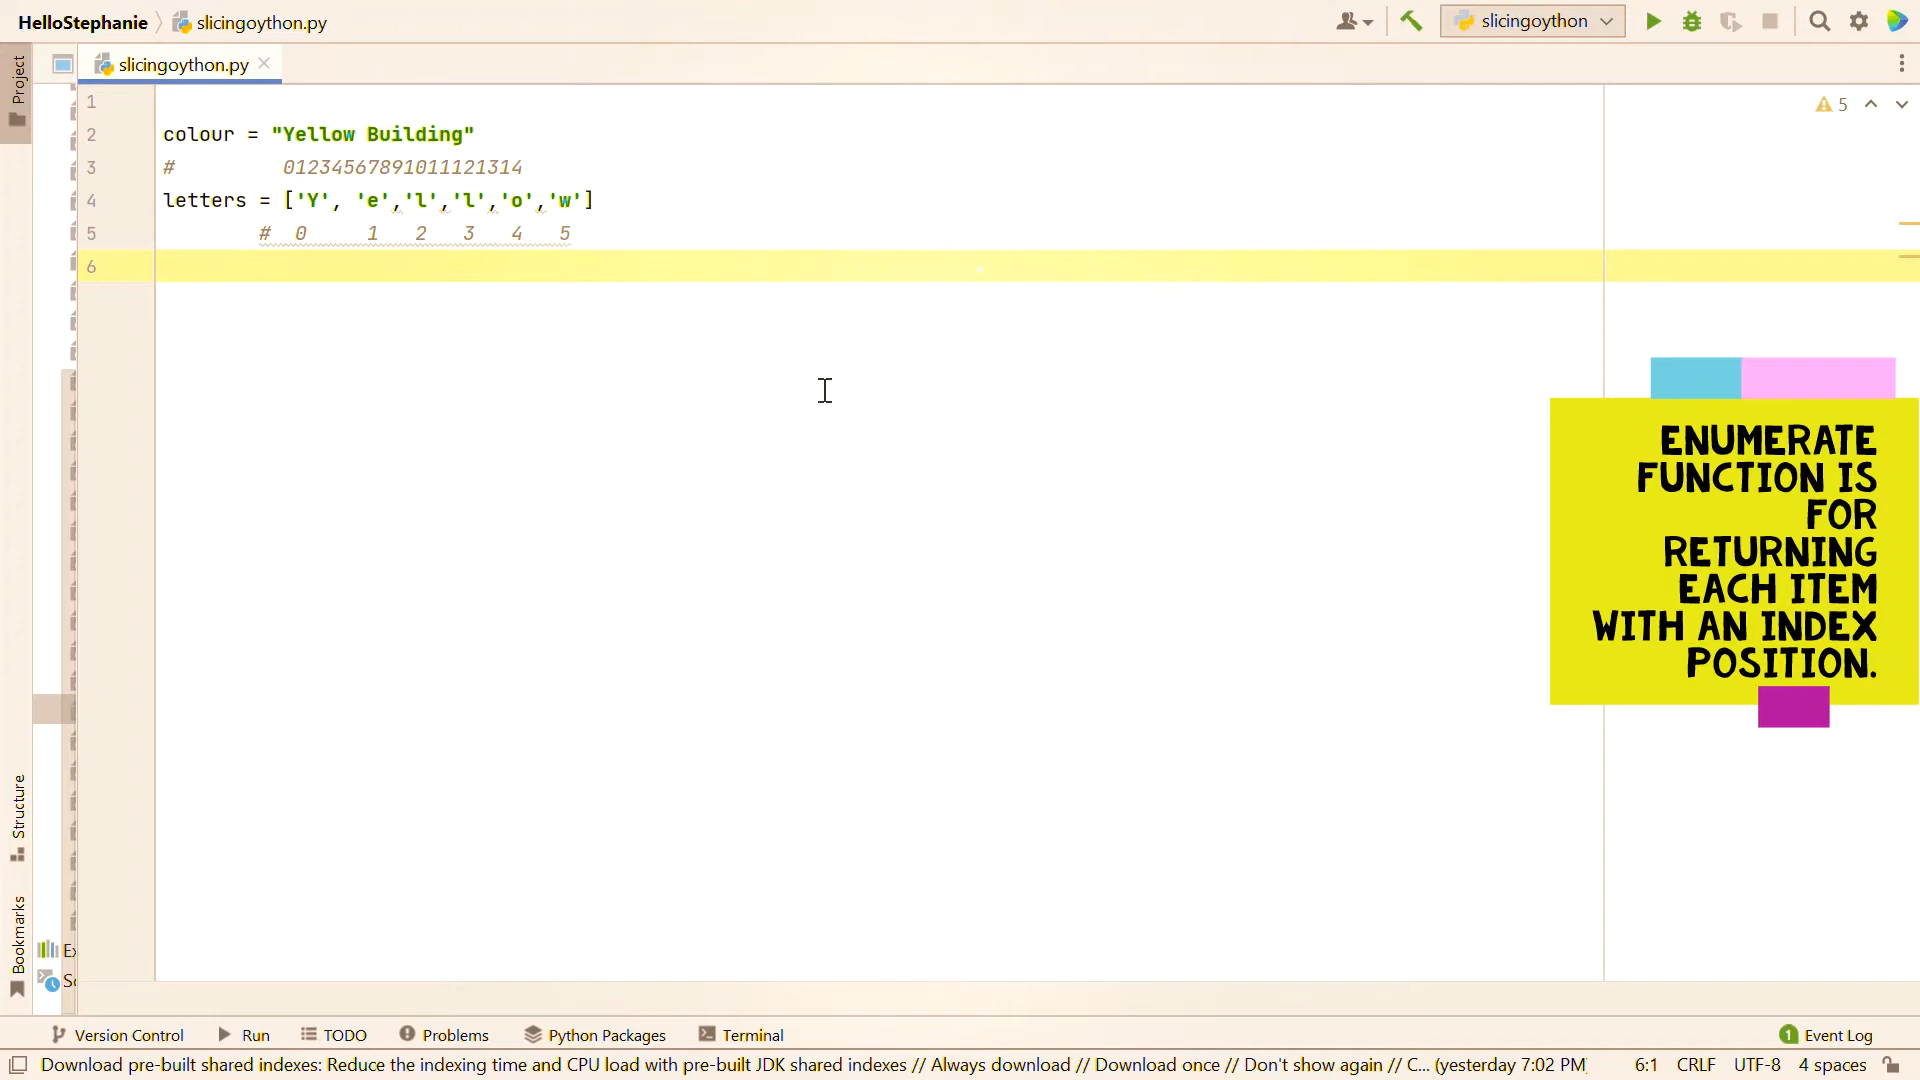 HelloStephanie slicingoython.py
slicingoython
Project
slicingoython.py
5
1
2 colour = "Yellow Building"
3 # 01234567891011121314
4 letters = ['Y', 'e','l','l','o','w']
5 # 0 1 2 3 4 5
6
ENUMERATE
FUNCTION IS
FOR
RETURNING
EACH ITEM
WITH AN INDEX
POSITION.
Structure
Bookmarks
Ex
Sc
Version Control Run TODO Problems Python Packages Terminal 1 Event Log
Download pre-built shared indexes: Reduce the indexing time and CPU load with pre-built JDK shared indexes // Always download // Download once // Don't show again // C... (yesterday 7:02 PM) 6:1 CRLF UTF-8 4 spaces